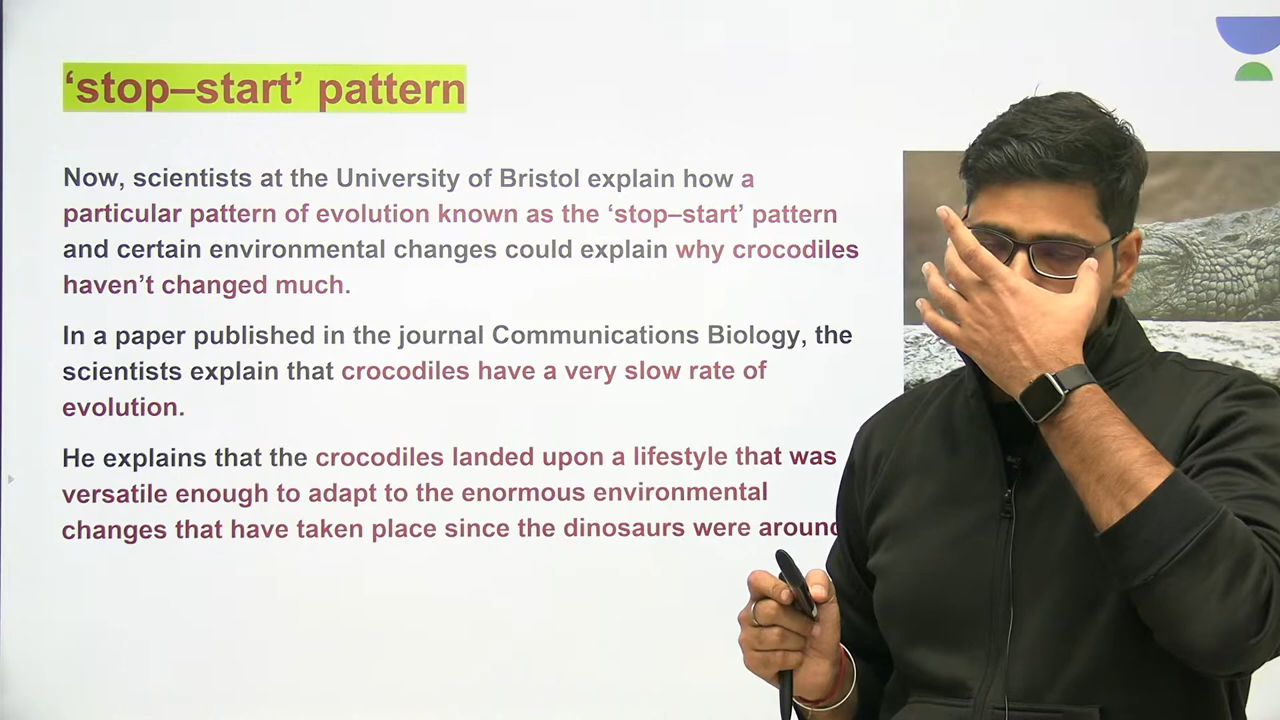 ‘stop–start’ pattern
Now, scientists at the University of Bristol explain how a
particular pattern of evolution known as the ‘stop–start’ pattern
and certain environmental changes could explain why crocodiles
haven’t changed much.
In a paper published in the journal Communications Biology, the
scientists explain that crocodiles have a very slow rate of
evolution.
He explains that the crocodiles landed upon a lifestyle that was
versatile enough to adapt to the enormous environmental
changes that have taken place since the dinosaurs were around